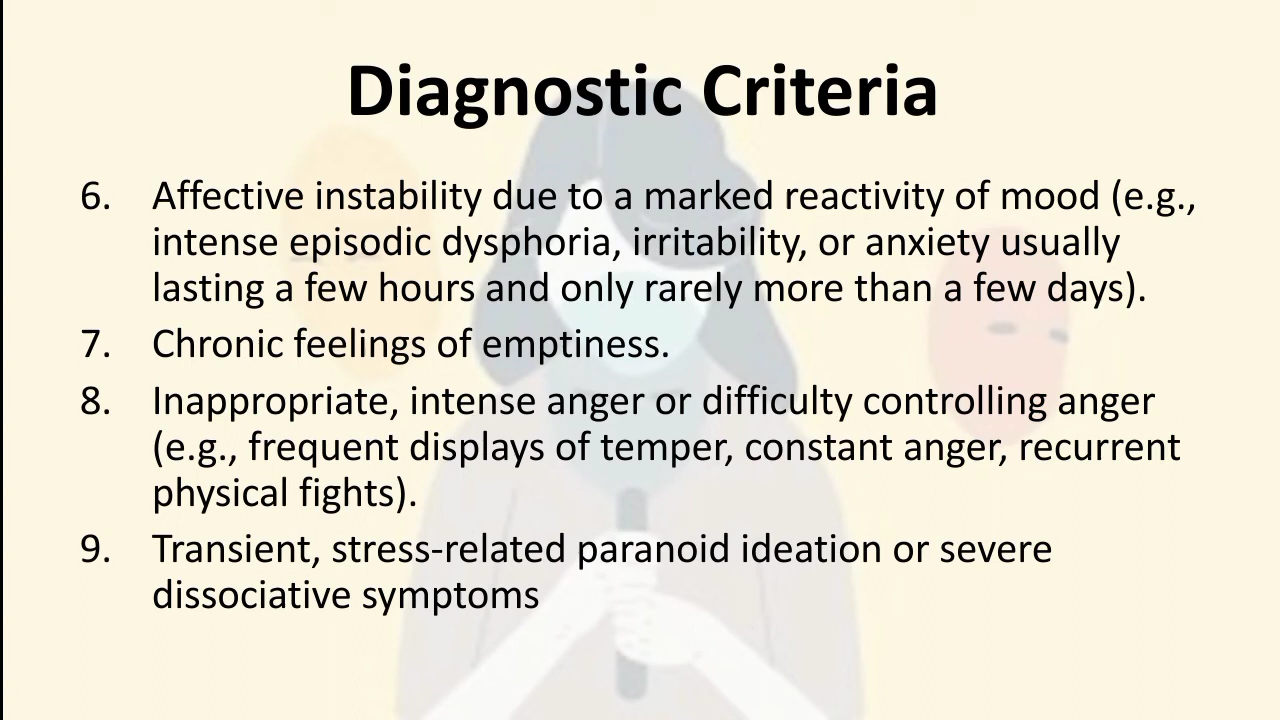 Diagnostic Criteria
6. Affective instability due to a marked reactivity of mood (e.g.,
intense episodic dysphoria, irritability, or anxiety usually
lasting a few hours and only rarely more than a few days).
7. Chronic feelings of emptiness.
8. Inappropriate, intense anger or difficulty controlling anger
(e.g., frequent displays of temper, constant anger, recurrent
physical fights).
9. Transient, stress-related paranoid ideation or severe
dissociative symptoms